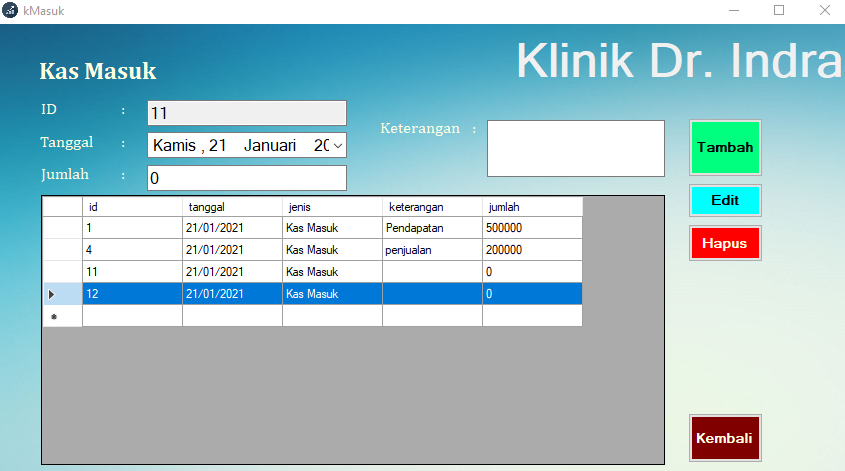 kMasuk
Klinik Dr. Indra
Kas Masuk
ID : 11
Tanggal : Kamis , 21 Januari 20
Jumlah : 0
Keterangan :
Tambah
Edit
Hapus
id tanggal jenis keterangan jumlah
1 21/01/2021 Kas Masuk Pendapatan 500000
4 21/01/2021 Kas Masuk penjualan 200000
11 21/01/2021 Kas Masuk 0
12 21/01/2021 Kas Masuk 0
Kembali